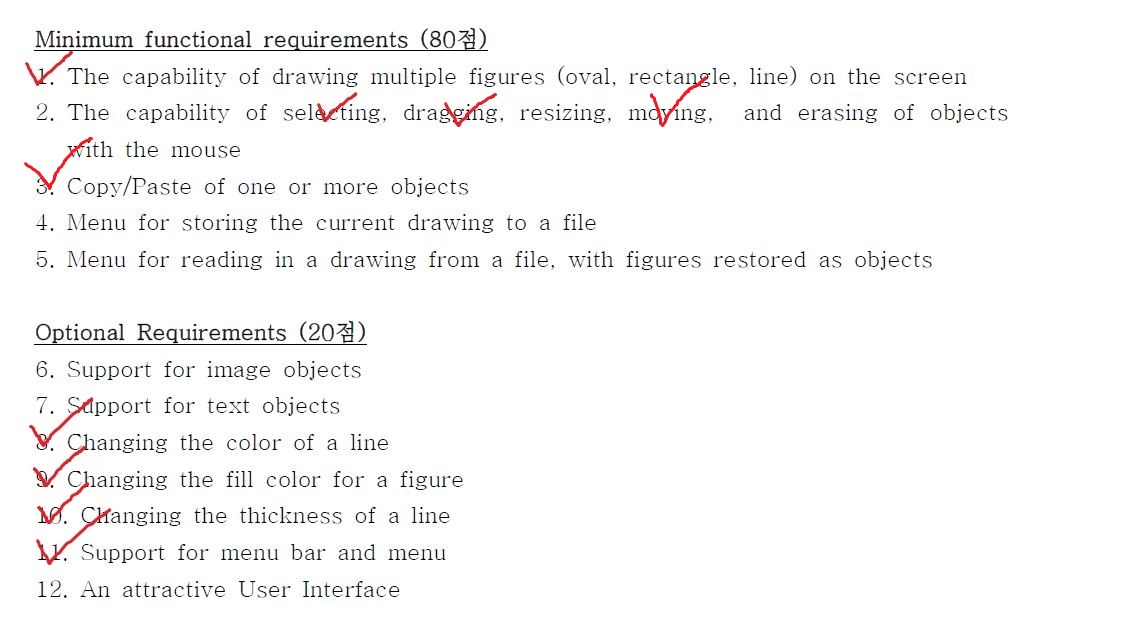 Minimum functional requirements (80점)
1. The capability of drawing multiple figures (oval, rectangle, line) on the screen
2. The capability of selecting, dragging, resizing, moving, and erasing of objects
with the mouse
3. Copy/Paste of one or more objects
4. Menu for storing the current drawing to a file
5. Menu for reading in a drawing from a file, with figures restored as objects
Optional Requirements (20점)
6. Support for image objects
7. Support for text objects
8. Changing the color of a line
9. Changing the fill color for a figure
10. Changing the thickness of a line
11. Support for menu bar and menu
12. An attractive User Interface